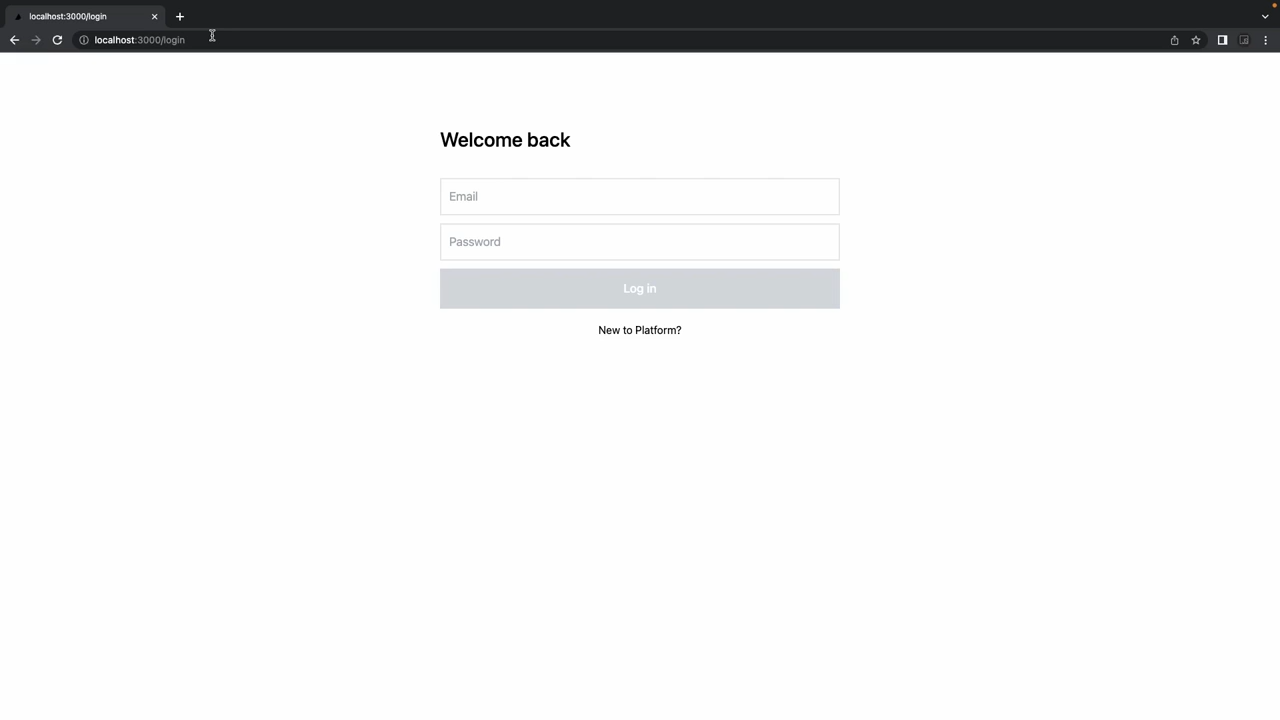 localhost:3000/login
localhost:3000/login
Welcome back
Email
Password
Log in
New to Platform?